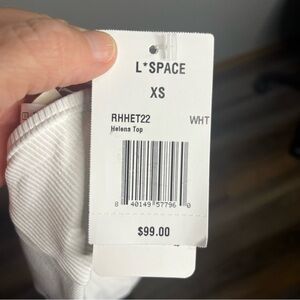 L*SPACE
XS
RHHET22 WHT
Helena Top
8 40149 57796 0
$99.00